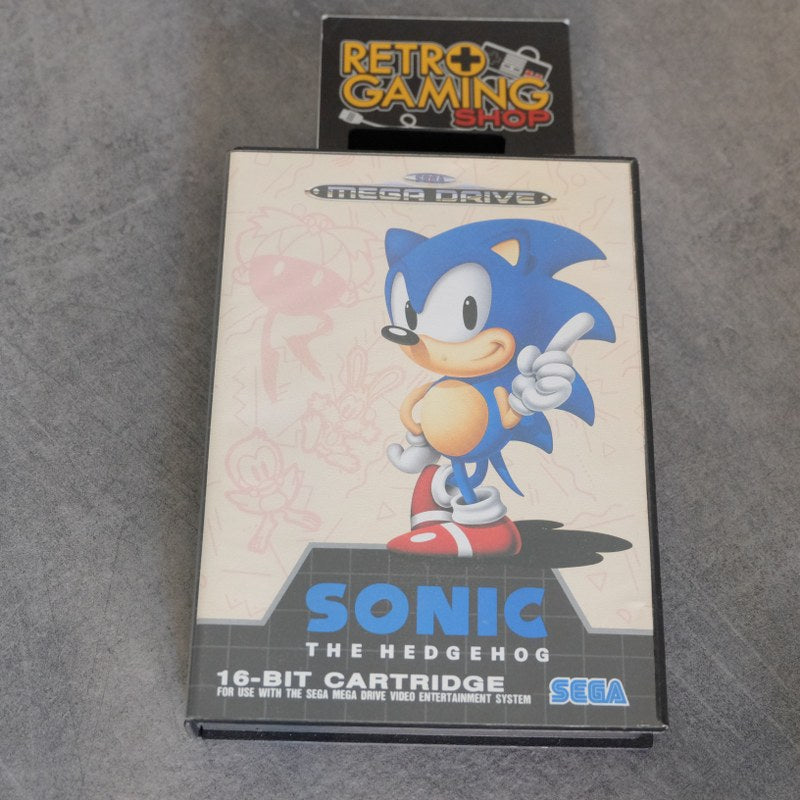 RETRO
GAMING
SHOP
SEGA
MEGA DRIVE
SONIC
THE HEDGEHOG
16-BIT CARTRIDGE
FOR USE WITH THE SEGA MEGA DRIVE VIDEO ENTERTAINMENT SYSTEM
SEGA